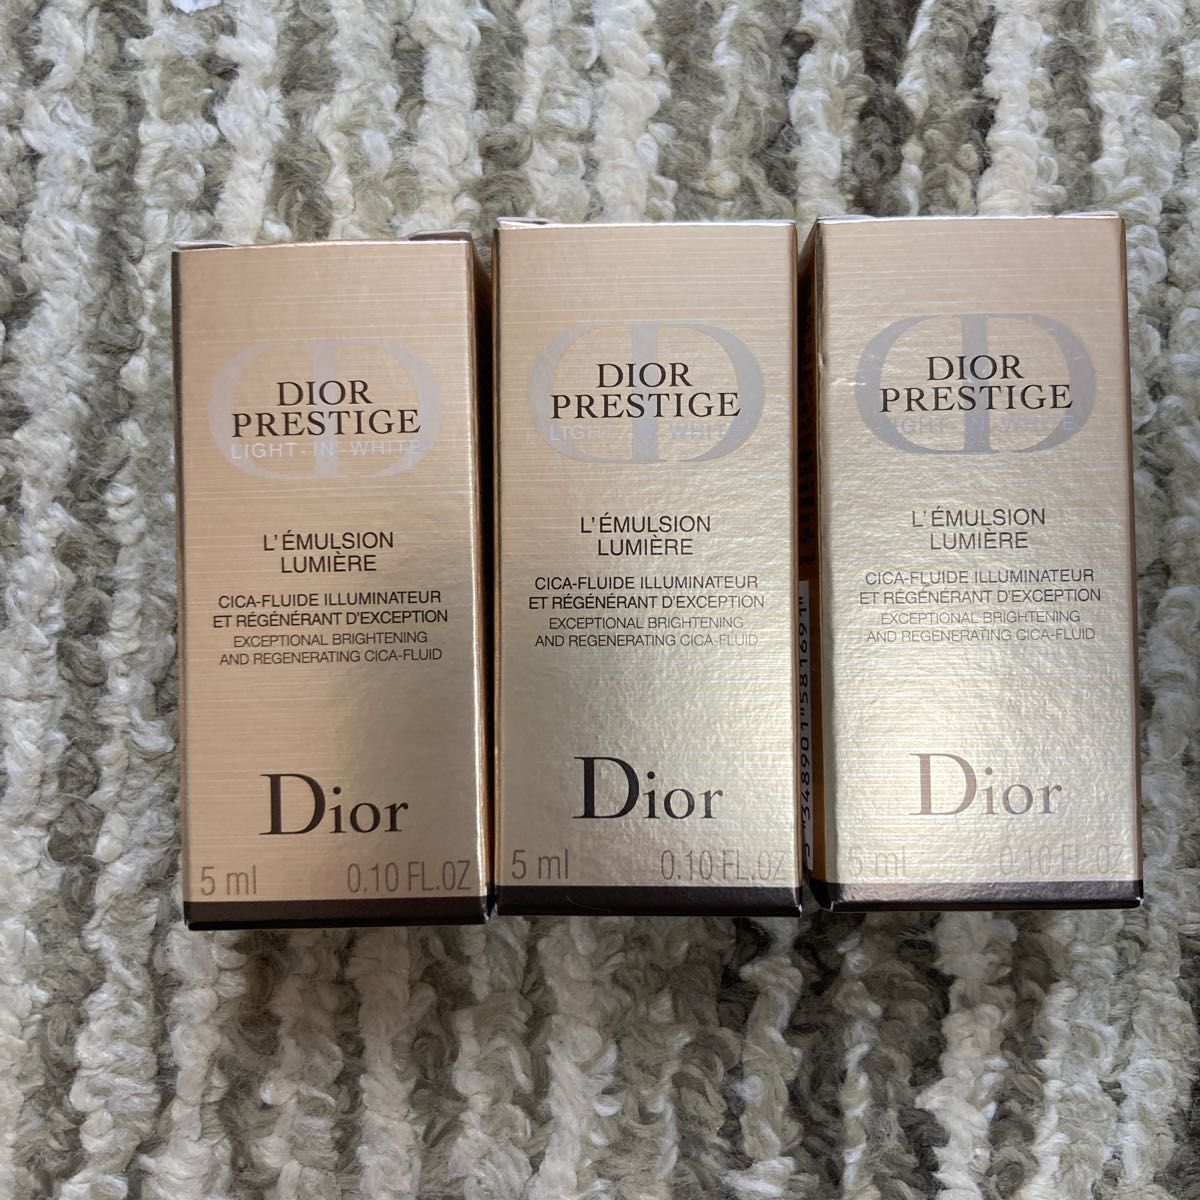 DIOR
PRESTIGE
LIGHT-IN-WHITE
L'ÉMULSION
LUMIÈRE
CICA-FLUIDE ILLUMINATEUR
ET RÉGÉNÉRANT D'EXCEPTION
EXCEPTIONAL BRIGHTENING
AND REGENERATING CICA-FLUID
Dior
5 ml 0.10 FL.OZ
DIOR
PRESTIGE
LIGHT-IN-WHITE
L'ÉMULSION
LUMIÈRE
CICA-FLUIDE ILLUMINATEUR
ET RÉGÉNÉRANT D'EXCEPTION
EXCEPTIONAL BRIGHTENING
AND REGENERATING CICA-FLUID
Dior
5 ml 0.10 FL.OZ
3"348901"581691"
DIOR
PRESTIGE
LIGHT-IN-WHITE
L'ÉMULSION
LUMIÈRE
CICA-FLUIDE ILLUMINATEUR
ET RÉGÉNÉRANT D'EXCEPTION
EXCEPTIONAL BRIGHTENING
AND REGENERATING CICA-FLUID
Dior
5 ml 0.10 FL.OZ